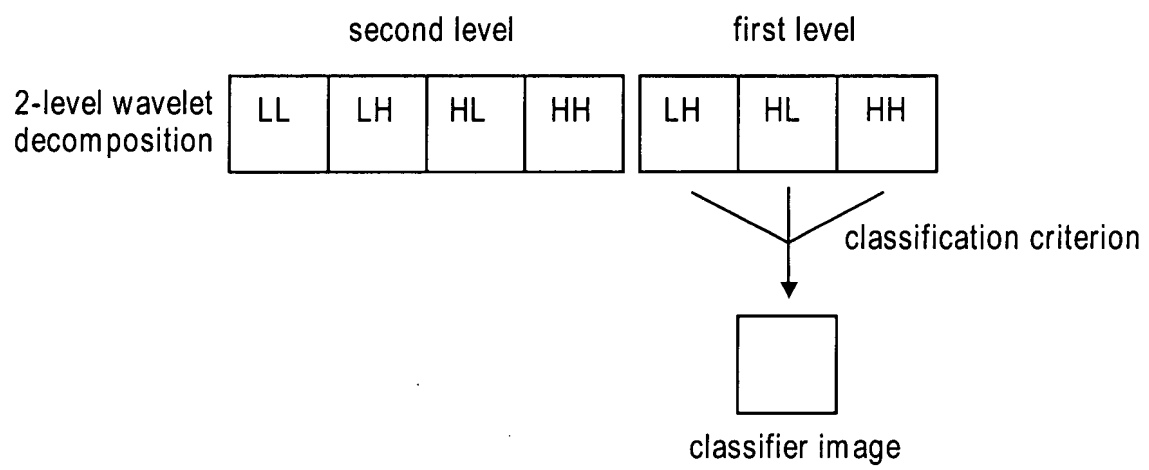 second level first level
2-level wavelet
decomposition
LL LH HL HH LH HL HH
classification criterion
classifier image